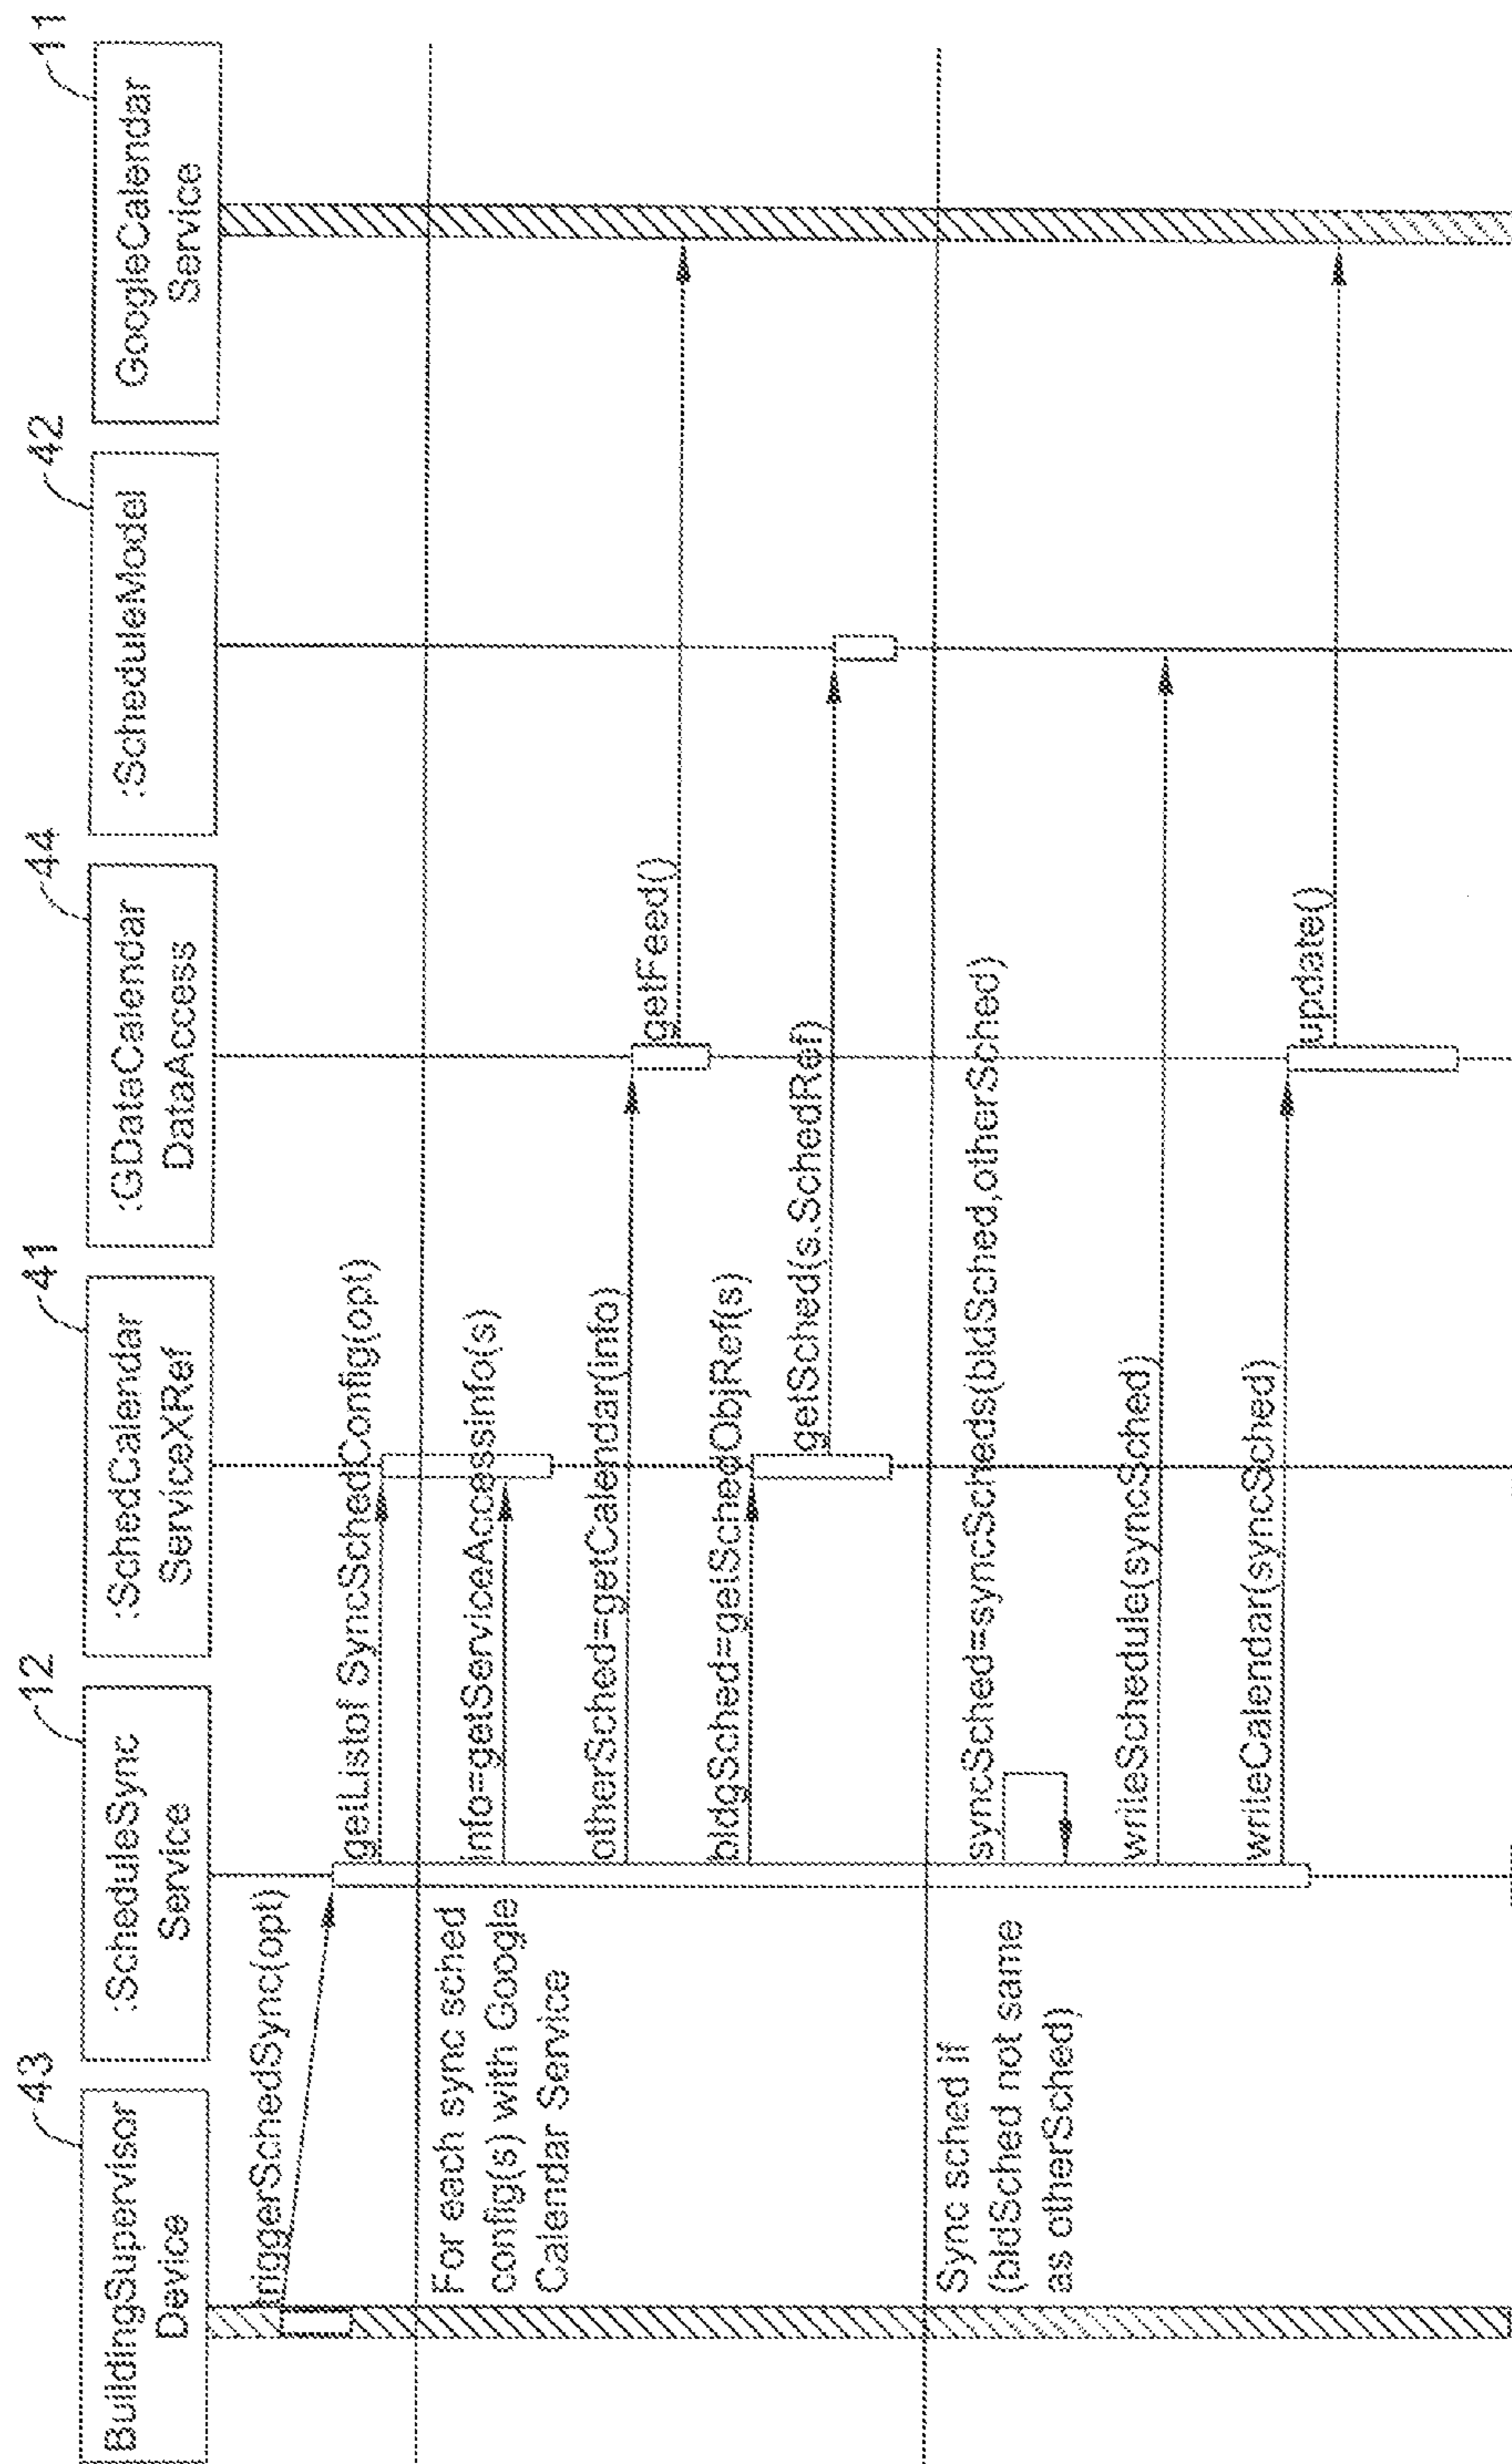 43
BuildingSupervisor
Device
12
:ScheduleSync
Service
41
:SchedCalendar
ServiceXRef
44
:GDataCalendar
DataAccess
42
:ScheduleModel
11
GoogleCalendar
Service
triggerSchedSync(opt)
getListof SyncSchedConfig(opt)
For each sync sched
config(s) with Google
Calendar Service
info=getServiceAccessInfo(s)
otherSched=getCalendar(info)
getFeed()
bldgSched=getSchedObjRef(s)
getSched(s.SchedRef)
Sync sched if
(bldSched not same
as otherSched)
syncSched=syncScheds(bldSched,otherSched)
writeSchedule(syncSched)
writeCalendar(syncSched)
update()